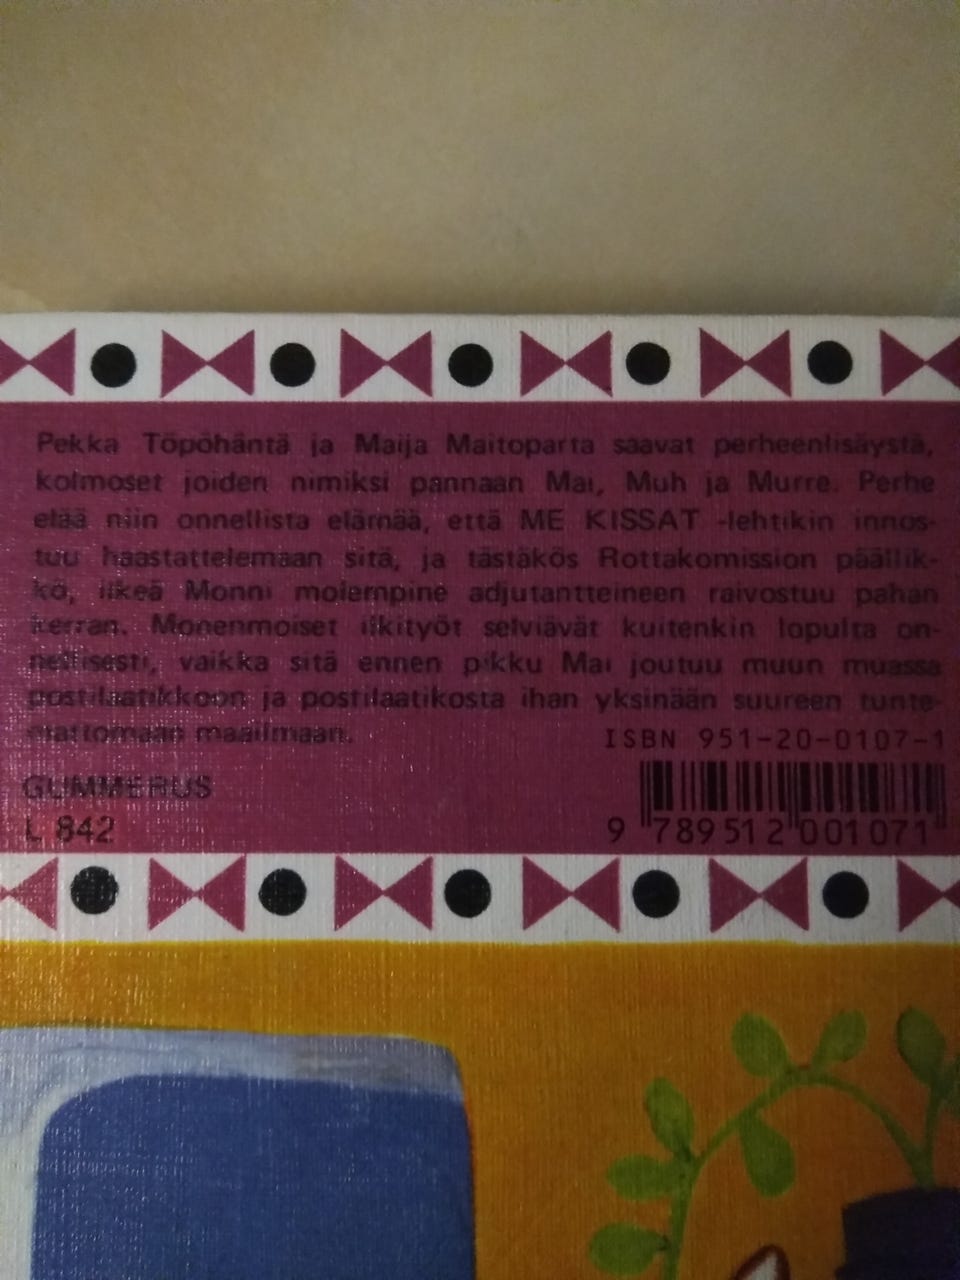 Pekka Töpöhäntä ja Maija Maitoparta saavat perheenlisäystä,
kolmoset joiden nimiksi pannaan Mai, Muh ja Murre. Perhe
elää niin onnellista elämää, että ME KISSAT -lehtikin innos-
tuu haastattelemaan sitä, ja tästäkös Rottakomission päällik-
kö, ilkeä Monni molempine adjutantteineen raivostuu pahan
kerran. Monenmoiset ilkityöt selviävät kuitenkin lopulta on-
nellisesti, vaikka sitä ennen pikku Mai joutuu muun muassa
postilaatikkoon ja postilaatikosta ihan yksinään suureen tunte-
mattomaan maailmaan.
ISBN 951-20-0107-1
GUMMERUS
L 842
9 789512 001071